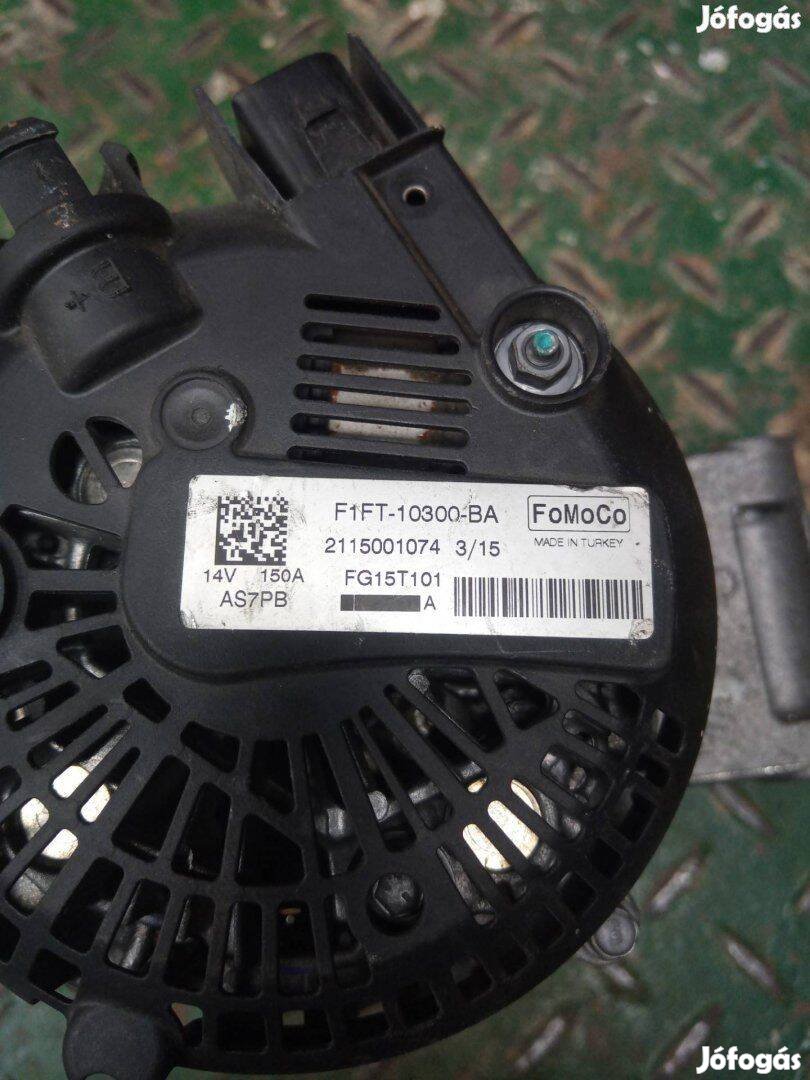 Jófogás
B+
F1FT-10300-BA FoMoCo
2115001074 3/15 MADE IN TURKEY
14V 150A FG15T101
AS7PB A
Jófogás